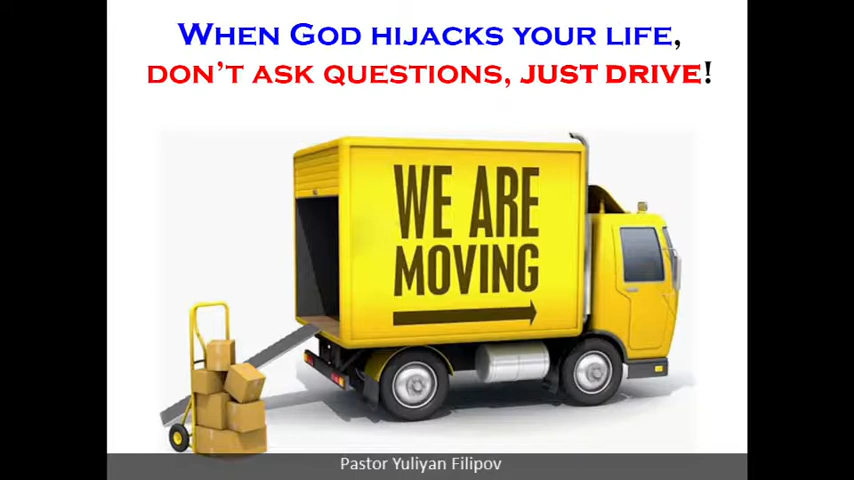 When God hijacks your life,
don't ask questions, just drive!
WE ARE
MOVING
Pastor Yuliyan Filipov